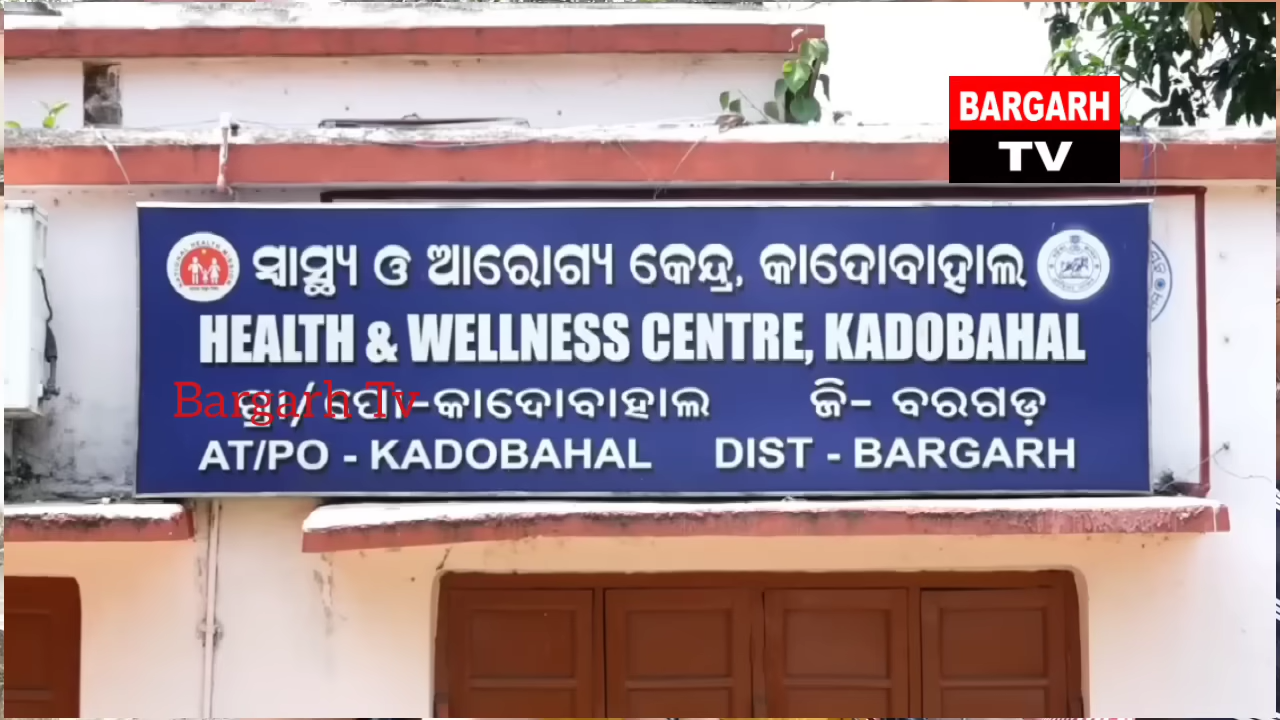 BARGARH
TV
ସ୍ୱାସ୍ଥ୍ୟ ଓ ଆରୋଗ୍ୟ କେନ୍ଦ୍ର, କାଦୋବାହାଲ
HEALTH & WELLNESS CENTRE, KADOBAHAL
Bargarh Tv
ଗ୍ରା/ପୋ-କାଦୋବାହାଲ ଜି- ବରଗଡ଼
AT/PO - KADOBAHAL DIST - BARGARH